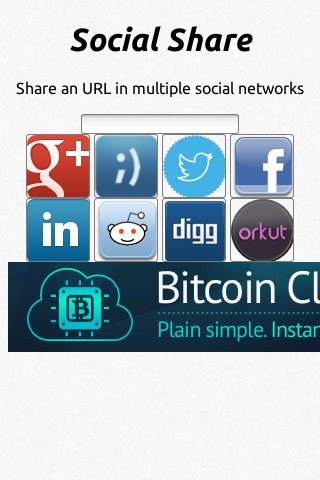 Social Share
Share an URL in multiple social networks
g+ ;) f
in digg orkut
Bitcoin Cl
Plain simple. Instan